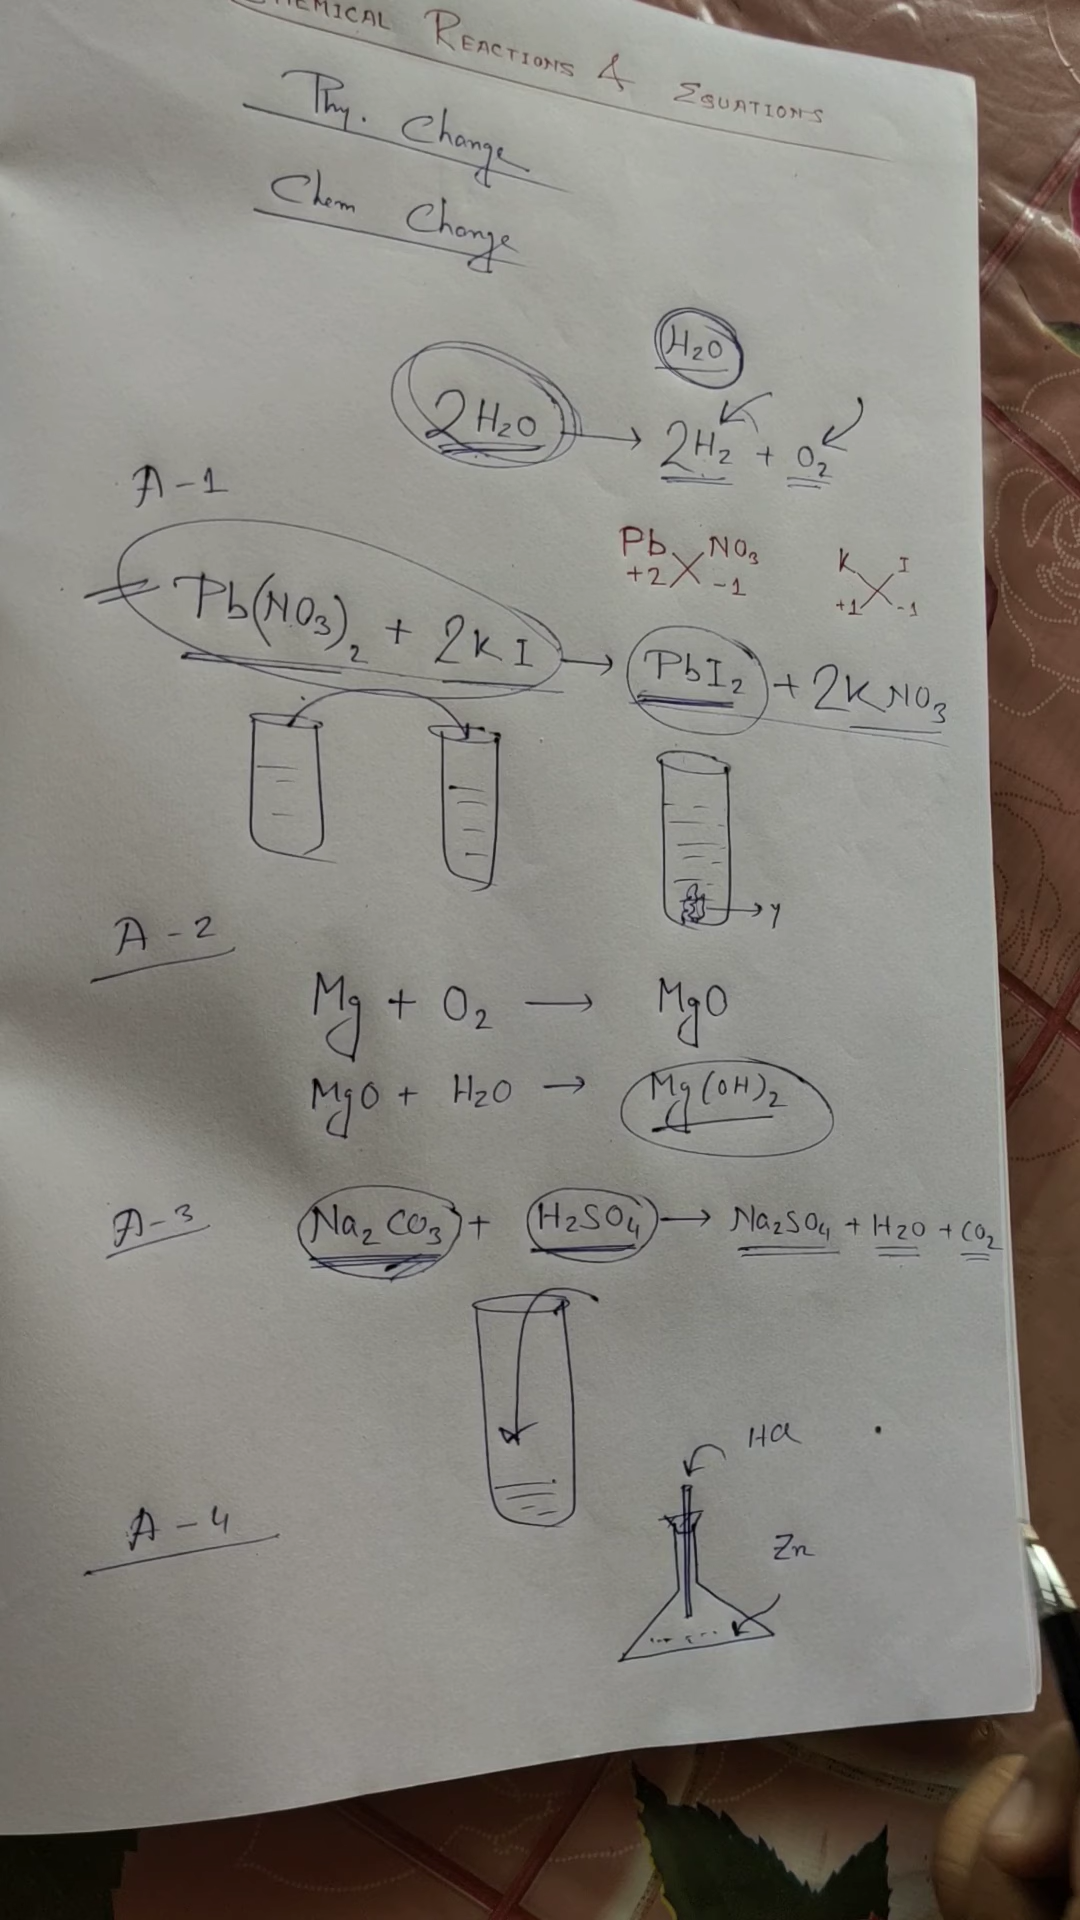 CHEMICAL REACTIONS & EQUATIONS
Phy. Change
Chem Change
H2O
2H2O → 2H2 + O2
A-1
Pb NO3 K I
+2 -1 +1 -1
Pb(NO3)2 + 2KI → PbI2 + 2KNO3
→ y
A-2
Mg + O2 → MgO
MgO + H2O → Mg(OH)2
A-3 Na2CO3 + H2SO4 → Na2SO4 + H2O + CO2
HCl
A-4
Zn